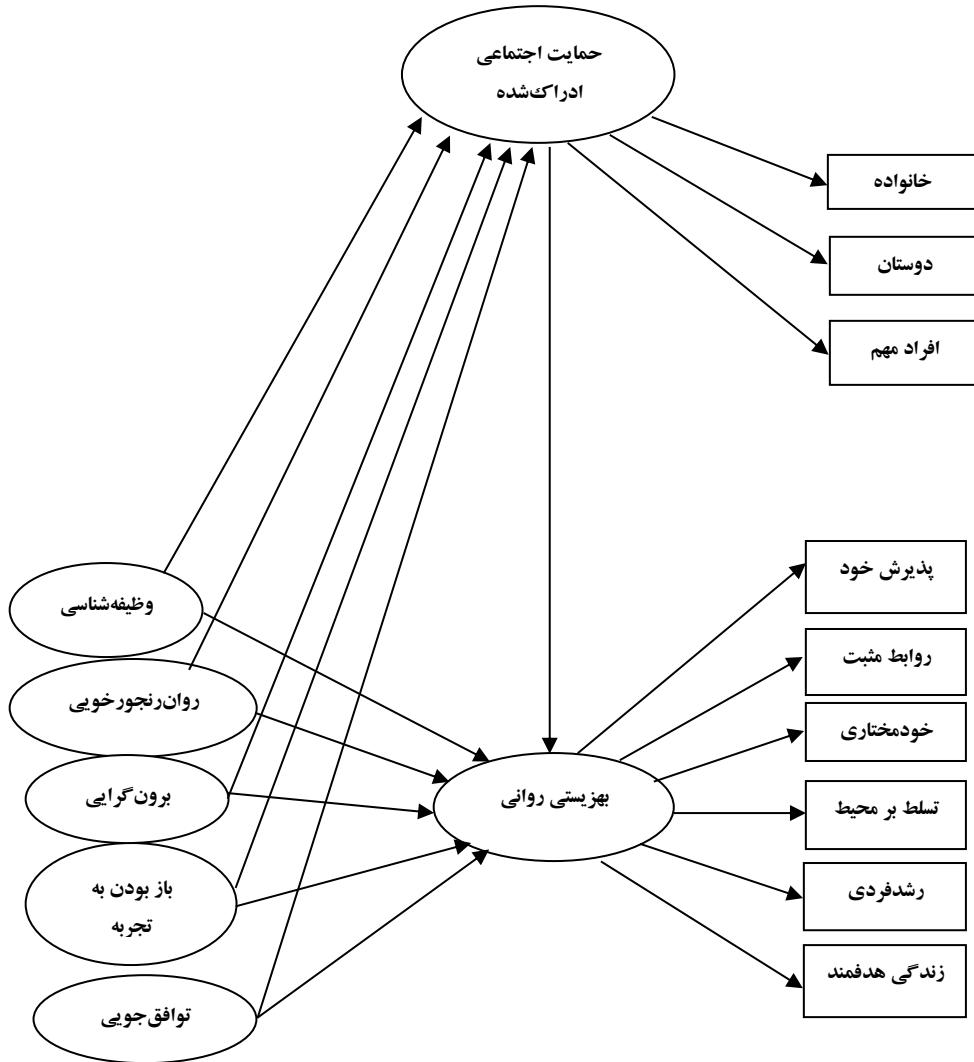 حمایت اجتماعی
ادراک‌شده
خانواده
دوستان
افراد مهم
وظیفه‌شناسی
روان‌رنجورخویی
برون‌گرایی
باز بودن به
تجربه
توافق‌جویی
بهزیستی روانی
پذیرش خود
روابط مثبت
خودمختاری
تسلط بر محیط
رشدفردی
زندگی هدفمند